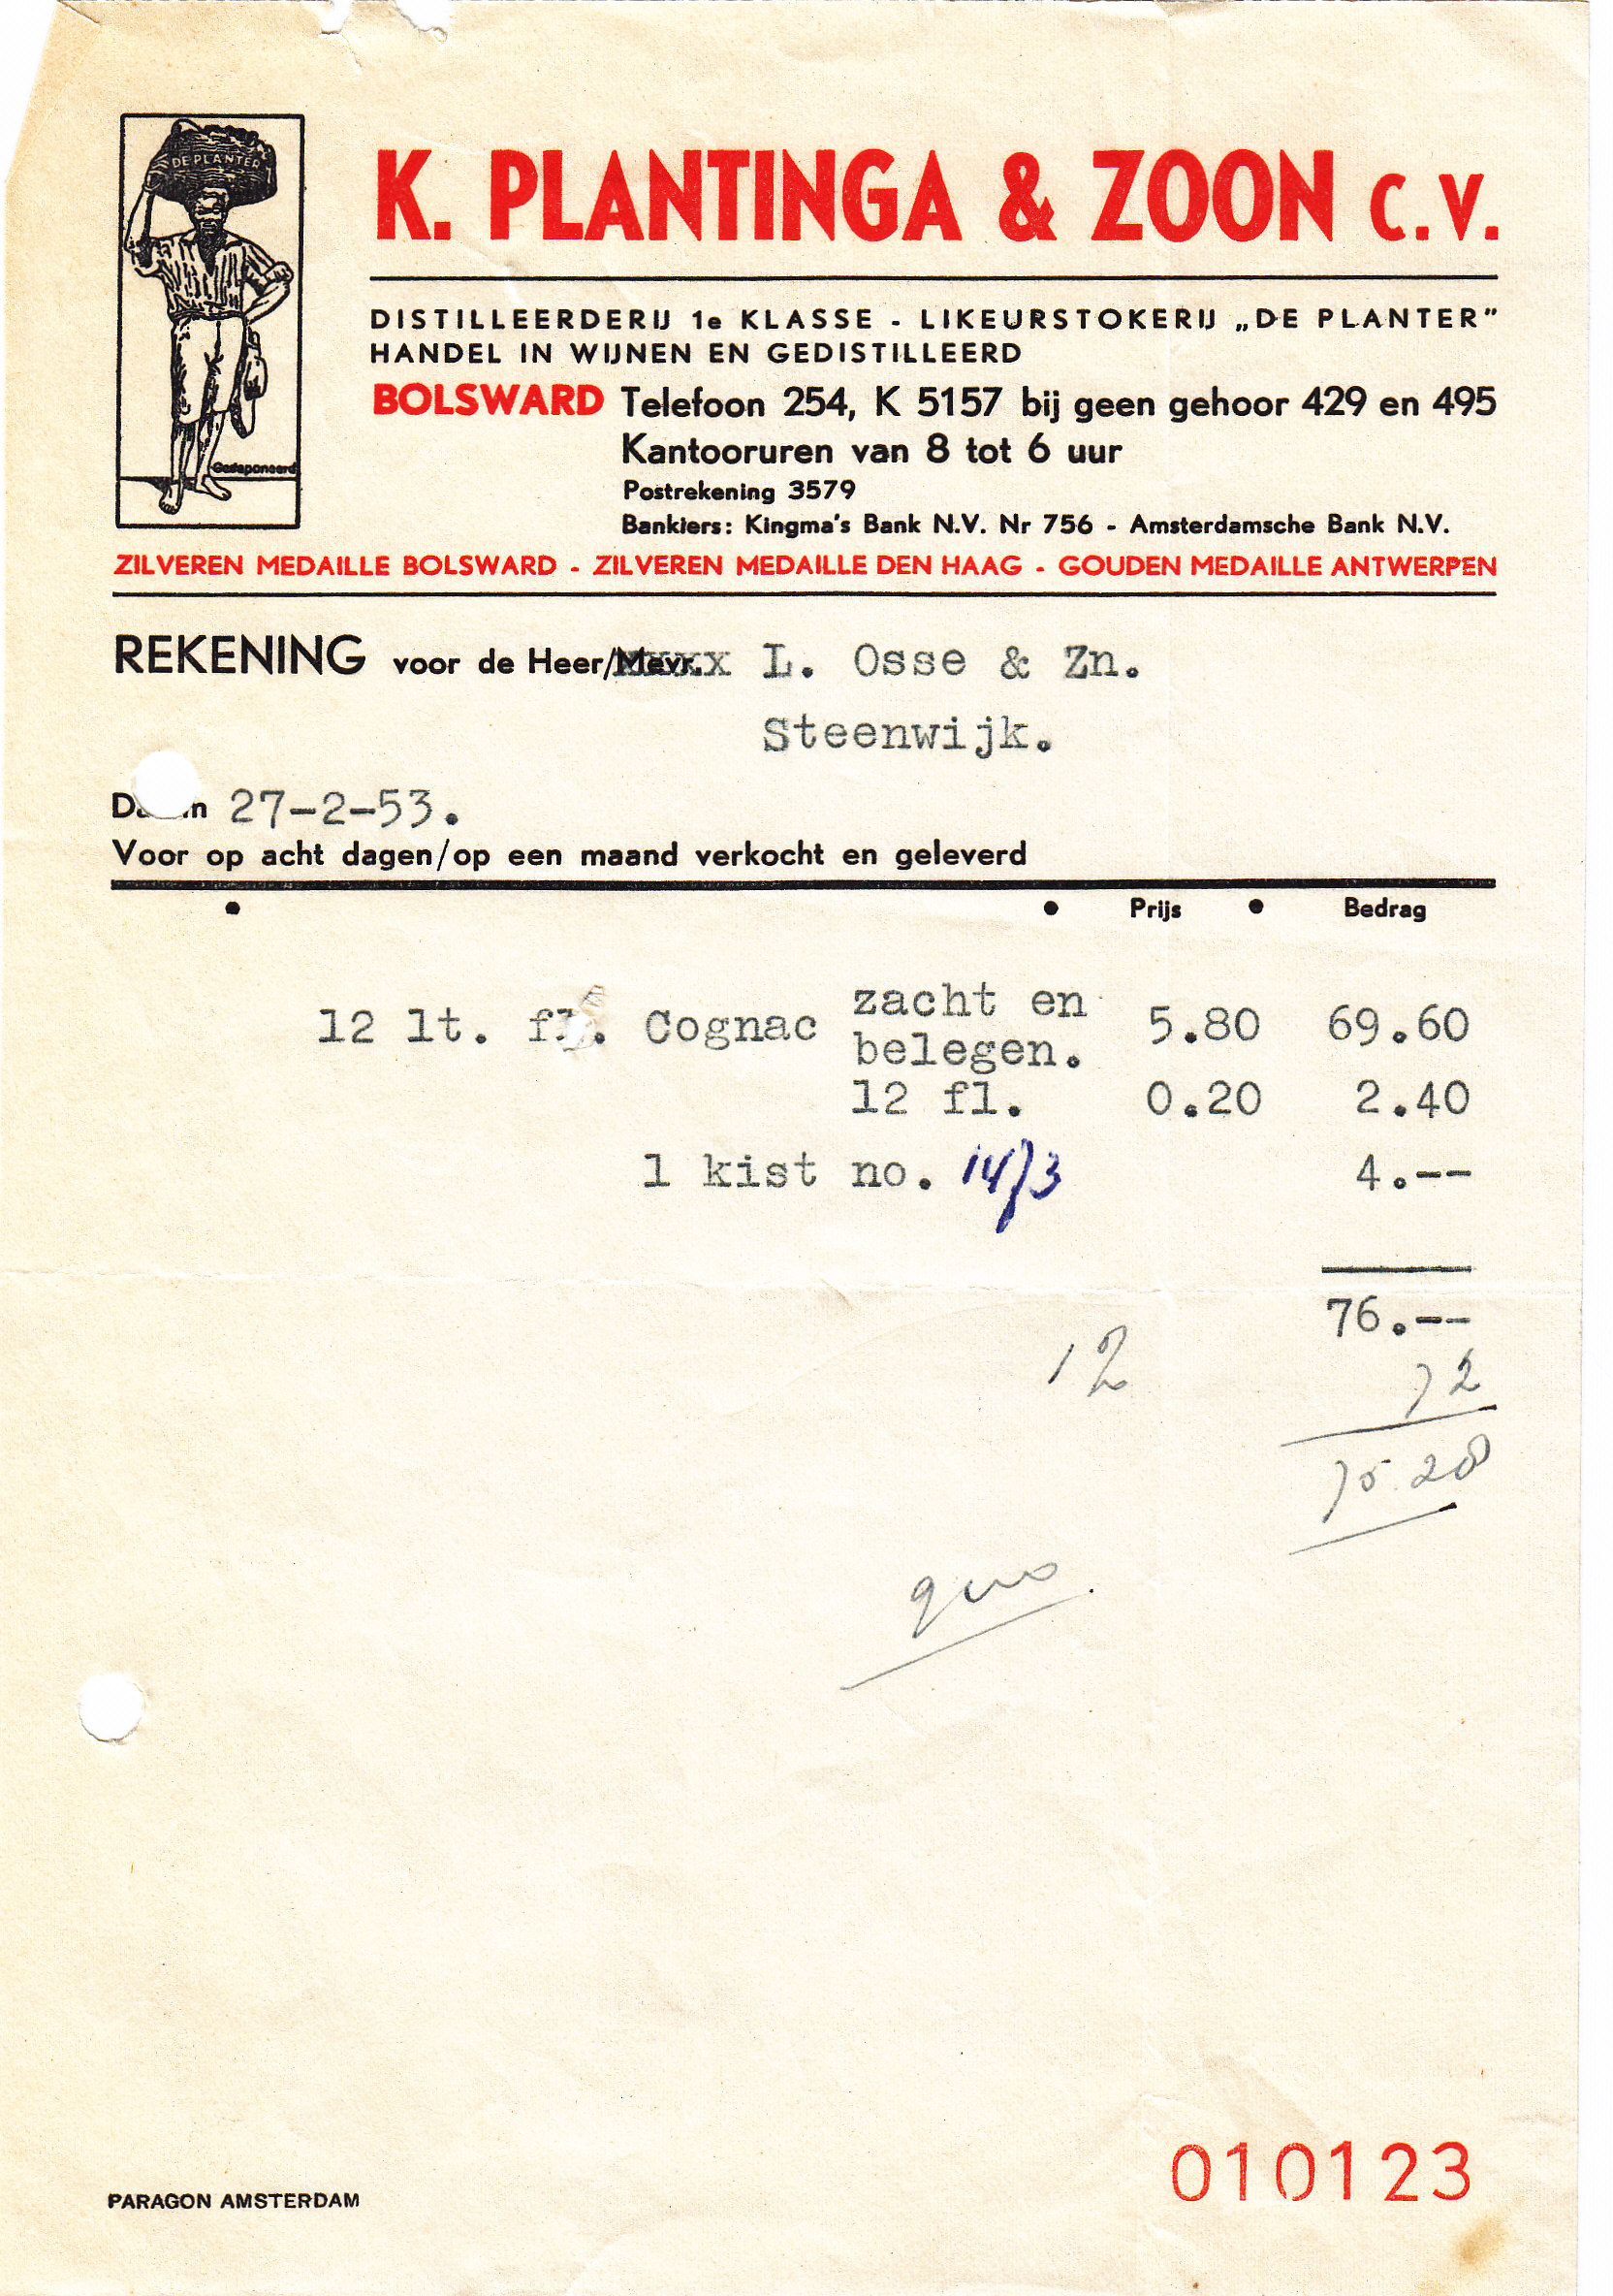 DE PLANTER
Gedeponeerd
K. PLANTINGA & ZOON C.V.
DISTILLEERDERIJ 1e KLASSE - LIKEURSTOKERIJ „DE PLANTER”
HANDEL IN WIJNEN EN GEDISTILLEERD
BOLSWARD Telefoon 254, K 5157 bij geen gehoor 429 en 495
Kantooruren van 8 tot 6 uur
Postrekening 3579
Bankiers: Kingma's Bank N.V. Nr 756 - Amsterdamsche Bank N.V.
ZILVEREN MEDAILLE BOLSWARD - ZILVEREN MEDAILLE DEN HAAG - GOUDEN MEDAILLE ANTWERPEN
REKENING voor de Heer/Mevr. L. Osse & Zn.
Steenwijk.
27-2-53.
Voor op acht dagen/op een maand verkocht en geleverd
Prijs Bedrag
12 lt. fl. Cognac zacht en belegen. 5.80 69.60
12 fl. 0.20 2.40
1 kist no. 1473 4.--
76.--
12 72
75.28
PARAGON AMSTERDAM
010123